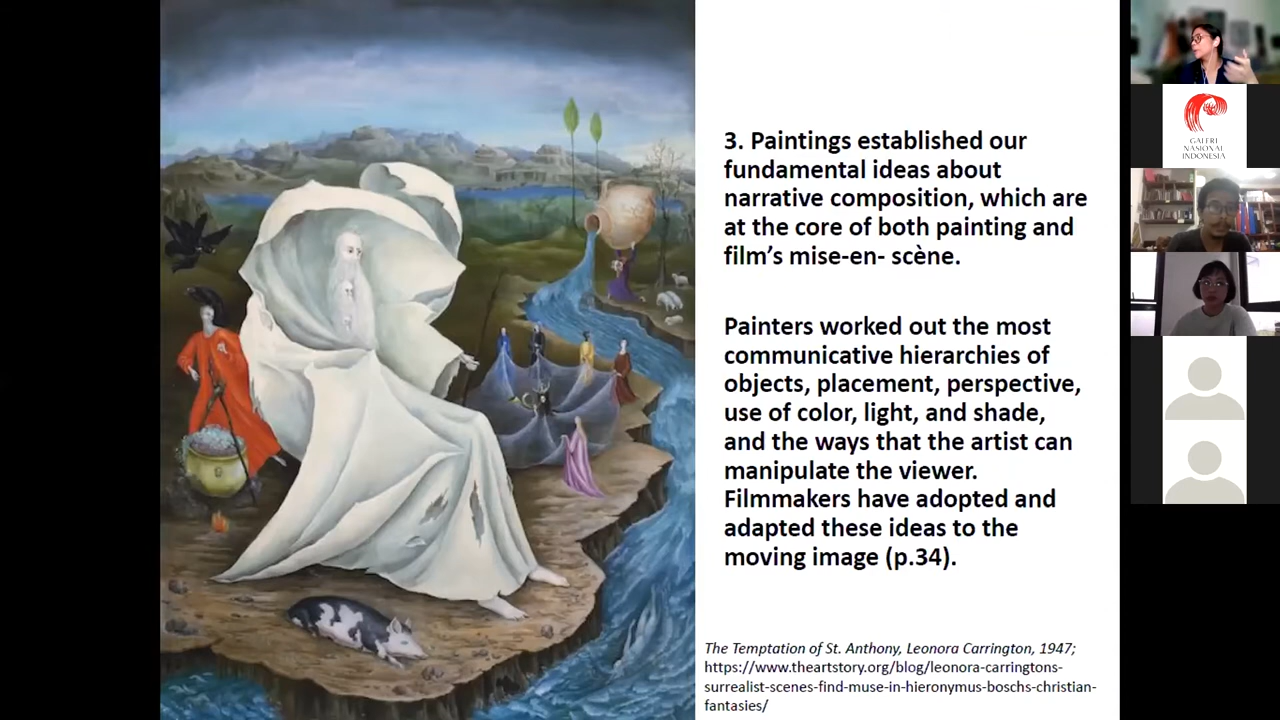 3. Paintings established our
fundamental ideas about
narrative composition, which are
at the core of both painting and
film’s mise-en- scène.
Painters worked out the most
communicative hierarchies of
objects, placement, perspective,
use of color, light, and shade,
and the ways that the artist can
manipulate the viewer.
Filmmakers have adopted and
adapted these ideas to the
moving image (p.34).
The Temptation of St. Anthony, Leonora Carrington, 1947;
https://www.theartstory.org/blog/leonora-carringtons-
surrealist-scenes-find-muse-in-hieronymus-boschs-christian-
fantasies/
GALERI
NASIONAL
INDONESIA